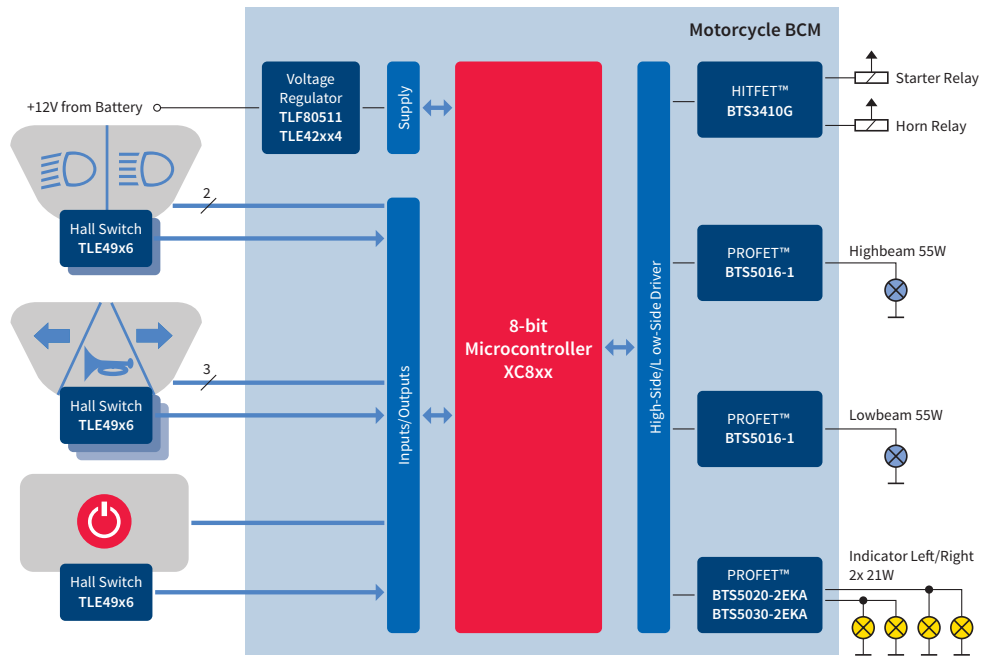 Motorcycle BCM
+12V from Battery
Voltage
Regulator
TLF80511
TLE42xx4
Supply
2
Hall Switch
TLE49x6
3
Hall Switch
TLE49x6
Hall Switch
TLE49x6
Inputs/Outputs
8-bit
Microcontroller
XC8xx
High-Side/Low-Side Driver
HITFET™
BTS3410G
Starter Relay
Horn Relay
PROFET™
BTS5016-1
Highbeam 55W
PROFET™
BTS5016-1
Lowbeam 55W
PROFET™
BTS5020-2EKA
BTS5030-2EKA
Indicator Left/Right
2x 21W